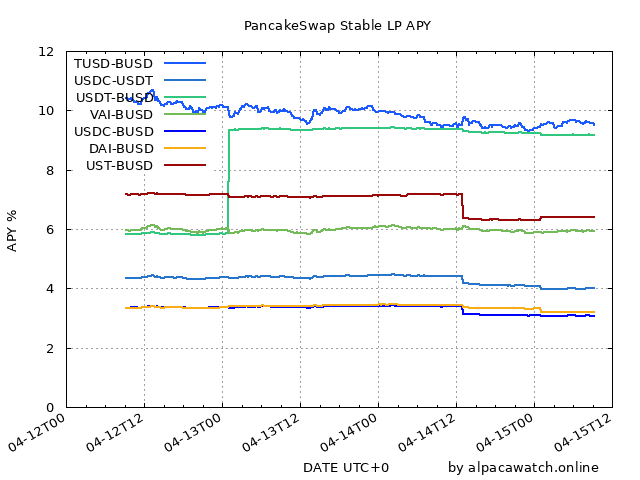 PancakeSwap Stable LP APY
12
10
8
6
4
2
0
APY %
TUSD-BUSD
USDC-USDT
USDT-BUSD
VAI-BUSD
USDC-BUSD
DAI-BUSD
UST-BUSD
04-12T00
04-12T12
04-13T00
04-13T12
04-14T00
04-14T12
04-15T00
04-15T12
DATE UTC+0
by alpacawatch.online